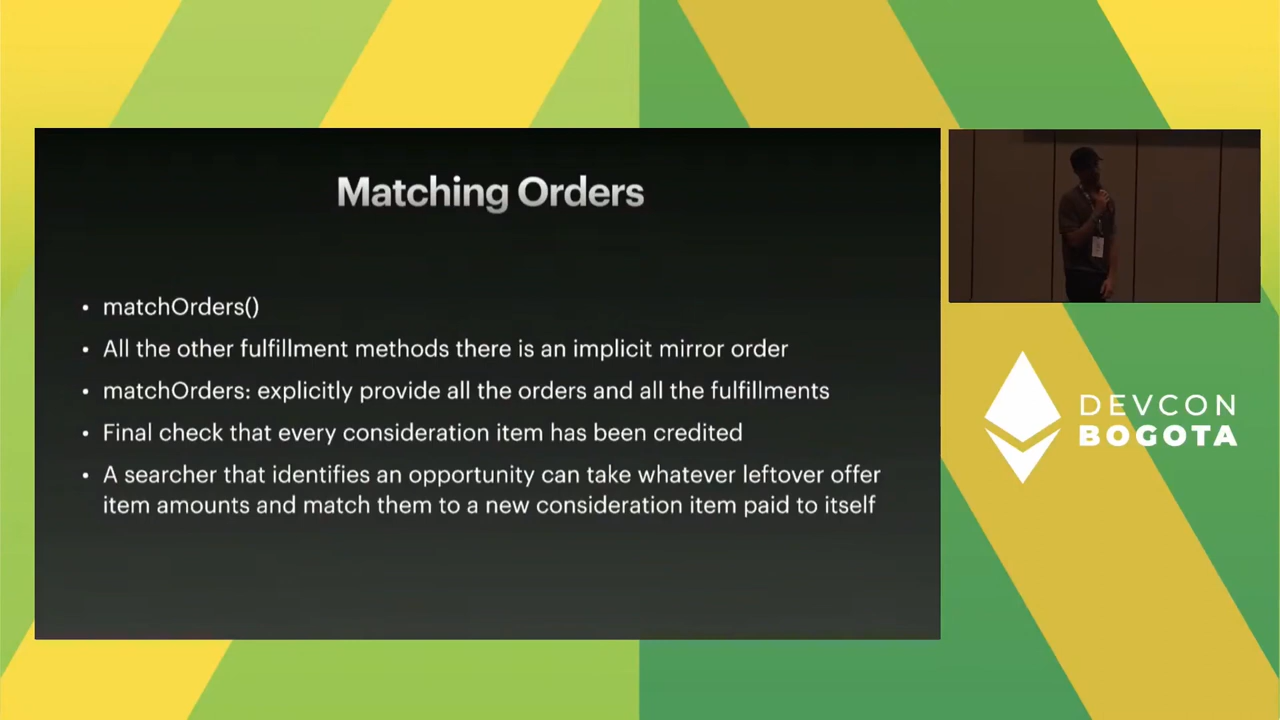 Matching Orders
• matchOrders()
• All the other fulfillment methods there is an implicit mirror order
• matchOrders: explicitly provide all the orders and all the fulfillments
• Final check that every consideration item has been credited
• A searcher that identifies an opportunity can take whatever leftover offer
item amounts and match them to a new consideration item paid to itself
DEVCON
BOGOTA